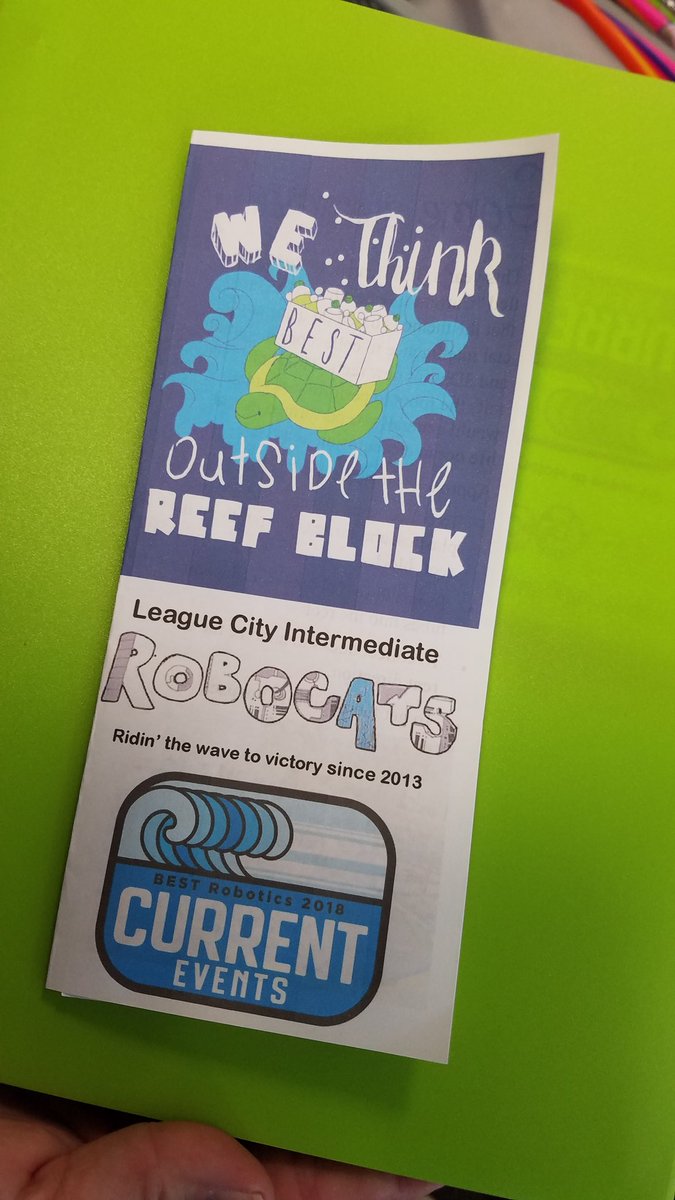 WE Think
BEST
OUtSiDe tHe
REEF BLOCK
League City Intermediate
ROBOCATS
Ridin' the wave to victory since 2013
BEST Robotics 2018
CURRENT
EVENTS